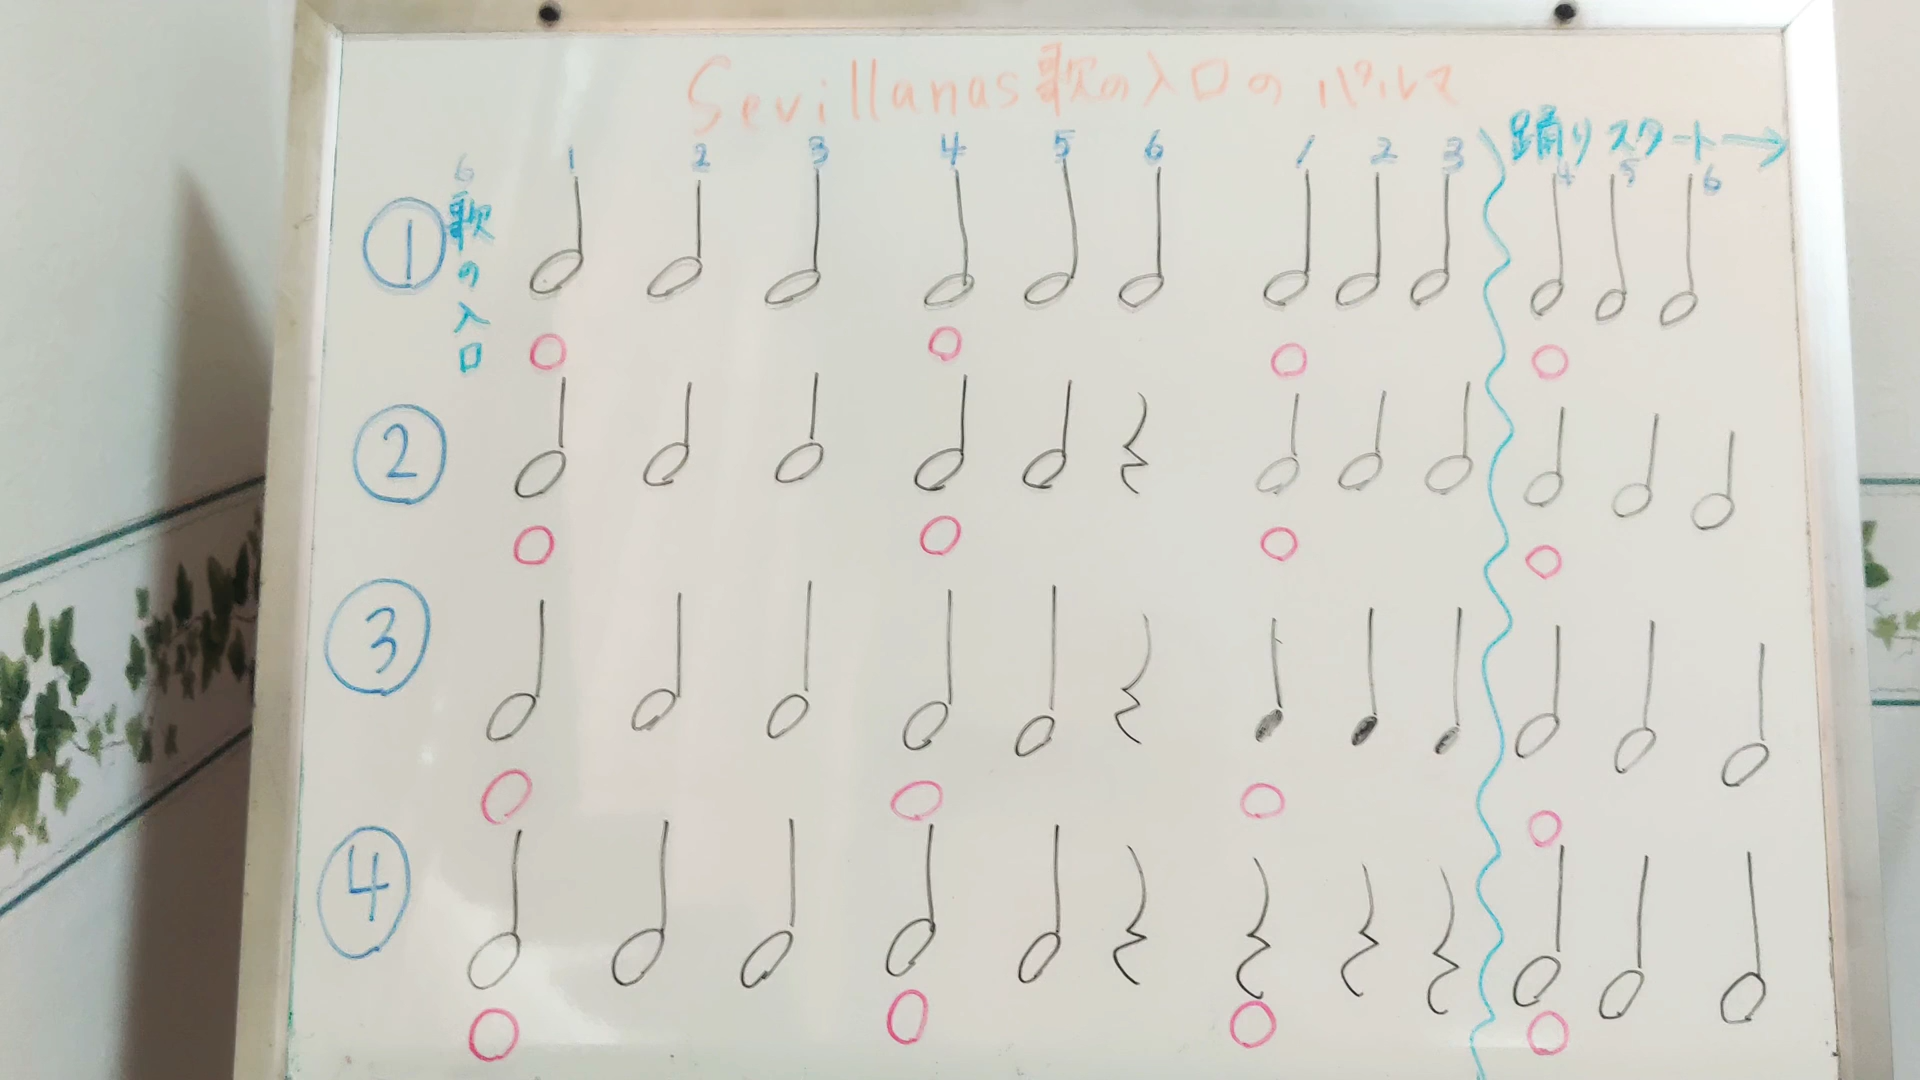 Sevillanas歌の入口のパルマ
踊りスタート→
6 1 2 3 4 5 6 1 2 3 4 5 6
① 歌の入口
②
③
④